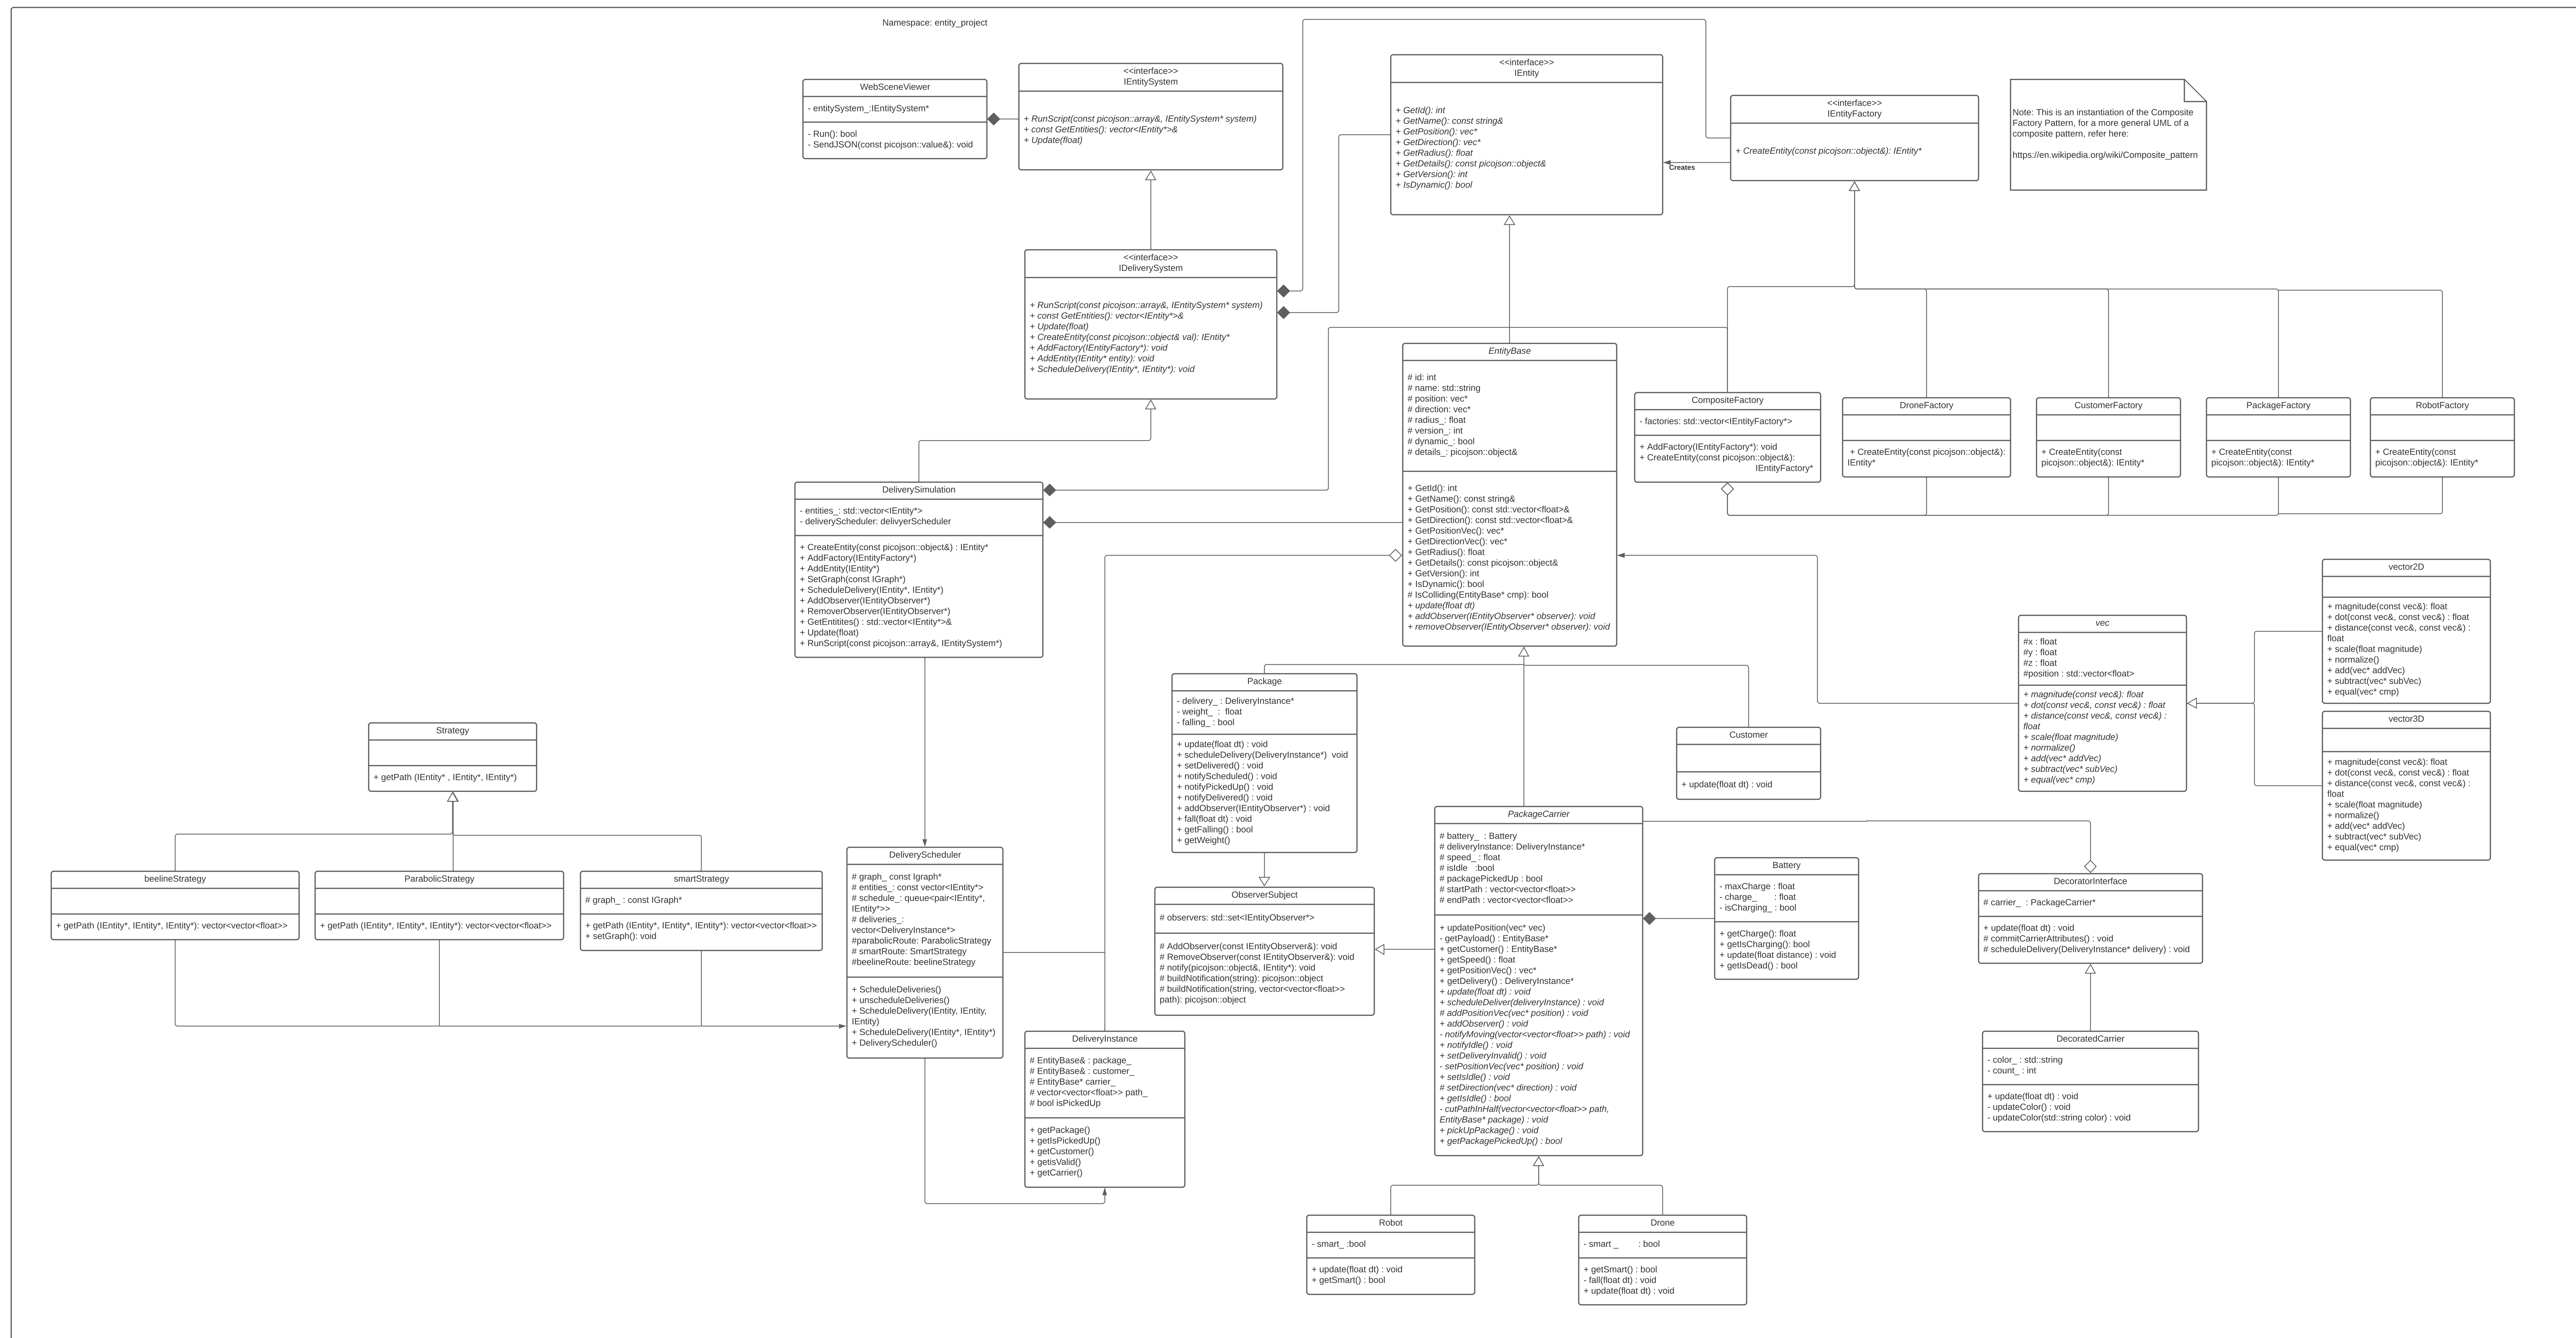 Namespace: entity_project
WebSceneViewer
- entitySystem_:IEntitySystem*
- Run(): bool
- SendJSON(const picojson::value&): void
<<interface>>
IEntitySystem
+ RunScript(const picojson::array&, IEntitySystem* system)
+ const GetEntities(): vector<IEntity*>&
+ Update(float)
<<interface>>
IEntity
+ GetId(): int
+ GetName(): const string&
+ GetPosition(): vec*
+ GetDirection(): vec*
+ GetRadius(): float
+ GetDetails(): const picojson::object&
+ GetVersion(): int
+ IsDynamic(): bool
Creates
<<interface>>
IEntityFactory
+ CreateEntity(const picojson::object&): IEntity*
Note: This is an instantiation of the Composite
Factory Pattern, for a more general UML of a
composite pattern, refer here:
https://en.wikipedia.org/wiki/Composite_pattern
<<interface>>
IDeliverySystem
+ RunScript(const picojson::array&, IEntitySystem* system)
+ const GetEntities(): vector<IEntity*>&
+ Update(float)
+ CreateEntity(const picojson::object& val): IEntity*
+ AddFactory(IEntityFactory*): void
+ AddEntity(IEntity* entity): void
+ ScheduleDelivery(IEntity*, IEntity*): void
EntityBase
# id: int
# name: std::string
# position: vec*
# direction: vec*
# radius_: float
# version_: int
# dynamic_: bool
# details_: picojson::object&
+ GetId(): int
+ GetName(): const string&
+ GetPosition(): const std::vector<float>&
+ GetDirection(): const std::vector<float>&
+ GetPositionVec(): vec*
+ GetDirectionVec(): vec*
+ GetRadius(): float
+ GetDetails(): const picojson::object&
+ GetVersion(): int
+ IsDynamic(): bool
# IsColliding(EntityBase* cmp): bool
+ update(float dt)
+ addObserver(IEntityObserver* observer): void
+ removeObserver(IEntityObserver* observer): void
CompositeFactory
- factories: std::vector<IEntityFactory*>
+ AddFactory(IEntityFactory*): void
+ CreateEntity(const picojson::object&):
IEntityFactory*
DroneFactory
+ CreateEntity(const picojson::object&):
IEntity*
CustomerFactory
+ CreateEntity(const
picojson::object&): IEntity*
PackageFactory
+ CreateEntity(const
picojson::object&): IEntity*
RobotFactory
+ CreateEntity(const
picojson::object&): IEntity*
DeliverySimulation
- entities_: std::vector<IEntity*>
- deliveryScheduler: delivyerScheduler
+ CreateEntity(const picojson::object&) : IEntity*
+ AddFactory(IEntityFactory*)
+ AddEntity(IEntity*)
+ SetGraph(const IGraph*)
+ ScheduleDelivery(IEntity*, IEntity*)
+ AddObserver(IEntityObserver*)
+ RemoverObserver(IEntityObserver*)
+ GetEntitites() : std::vector<IEntity*>&
+ Update(float)
+ RunScript(const picojson::array&, IEntitySystem*)
vector2D
+ magnitude(const vec&): float
+ dot(const vec&, const vec&) : float
+ distance(const vec&, const vec&) :
float
+ scale(float magnitude)
+ normalize()
+ add(vec* addVec)
+ subtract(vec* subVec)
+ equal(vec* cmp)
vec
#x : float
#y : float
#z : float
#position : std::vector<float>
+ magnitude(const vec&): float
+ dot(const vec&, const vec&) : float
+ distance(const vec&, const vec&) :
float
+ scale(float magnitude)
+ normalize()
+ add(vec* addVec)
+ subtract(vec* subVec)
+ equal(vec* cmp)
vector3D
+ magnitude(const vec&): float
+ dot(const vec&, const vec&) : float
+ distance(const vec&, const vec&) :
float
+ scale(float magnitude)
+ normalize()
+ add(vec* addVec)
+ subtract(vec* subVec)
+ equal(vec* cmp)
Package
- delivery_ : DeliveryInstance*
- weight_ : float
- falling_ : bool
+ update(float dt) : void
+ scheduleDelivery(DeliveryInstance*) void
+ setDelivered() : void
+ notifyScheduled() : void
+ notifyPickedUp() : void
+ notifyDelivered() : void
+ addObserver(IEntityObserver*) : void
+ fall(float dt) : void
+ getFalling() : bool
+ getWeight()
Customer
+ update(float dt) : void
Strategy
+ getPath (IEntity* , IEntity*, IEntity*)
beelineStrategy
+ getPath (IEntity*, IEntity*, IEntity*): vector<vector<float>>
ParabolicStrategy
+ getPath (IEntity*, IEntity*, IEntity*): vector<vector<float>>
smartStrategy
# graph_ : const IGraph*
+ getPath (IEntity*, IEntity*, IEntity*): vector<vector<float>>
+ setGraph(): void
DeliveryScheduler
# graph_ const Igraph*
# entities_: const vector<IEntity*>
# schedule_: queue<pair<IEntity*,
IEntity*>>
# deliveries_:
vector<DeliveryInstance*>
#parabolicRoute: ParabolicStrategy
# smartRoute: SmartStrategy
#beelineRoute: beelineStrategy
+ ScheduleDeliveries()
+ unscheduleDeliveries()
+ ScheduleDelivery(IEntity, IEntity,
IEntity)
+ ScheduleDelivery(IEntity*, IEntity*)
+ DeliveryScheduler()
ObserverSubject
# observers: std::set<IEntityObserver*>
# AddObserver(const IEntityObserver&): void
# RemoveObserver(const IEntityObserver&): void
# notify(picojson::object&, IEntity*): void
# buildNotification(string): picojson::object
# buildNotification(string, vector<vector<float>>
path): picojson::object
PackageCarrier
# battery_ : Battery
# deliveryInstance: DeliveryInstance*
# speed_ : float
# isIdle :bool
# packagePickedUp : bool
# startPath : vector<vector<float>>
# endPath : vector<vector<float>>
+ updatePosition(vec* vec)
- getPayload() : EntityBase*
+ getCustomer() : EntityBase*
+ getSpeed() : float
+ getPositionVec() : vec*
+ getDelivery() : DeliveryInstance*
+ update(float dt) : void
+ scheduleDeliver(deliveryInstance) : void
# addPositionVec(vec* position) : void
+ addObserver() : void
- notifyMoving(vector<vector<float>> path) : void
+ notifyIdle() : void
+ setDeliveryInvalid() : void
- setPositionVec(vec* position) : void
+ setIsIdle() : void
# setDirection(vec* direction) : void
+ getIsIdle() : bool
- cutPathInHalf(vector<vector<float>> path,
EntityBase* package) : void
+ pickUpPackage() : void
+ getPackagePickedUp() : bool
Battery
- maxCharge : float
- charge_ : float
- isCharging_ : bool
+ getCharge(): float
+ getIsCharging(): bool
+ update(float distance) : void
+ getIsDead() : bool
DecoratorInterface
# carrier_ : PackageCarrier*
+ update(float dt) : void
# commitCarrierAttributes() : void
# scheduleDelivery(DeliveryInstance* delivery) : void
DeliveryInstance
# EntityBase& : package_
# EntityBase& : customer_
# EntityBase* carrier_
# vector<vector<float>> path_
# bool isPickedUp
+ getPackage()
+ getIsPickedUp()
+ getCustomer()
+ getisValid()
+ getCarrier()
DecoratedCarrier
- color_ : std::string
- count_ : int
+ update(float dt) : void
- updateColor() : void
- updateColor(std::string color) : void
Robot
- smart_ :bool
+ update(float dt) : void
+ getSmart() : bool
Drone
- smart _ : bool
+ getSmart() : bool
- fall(float dt) : void
+ update(float dt) : void